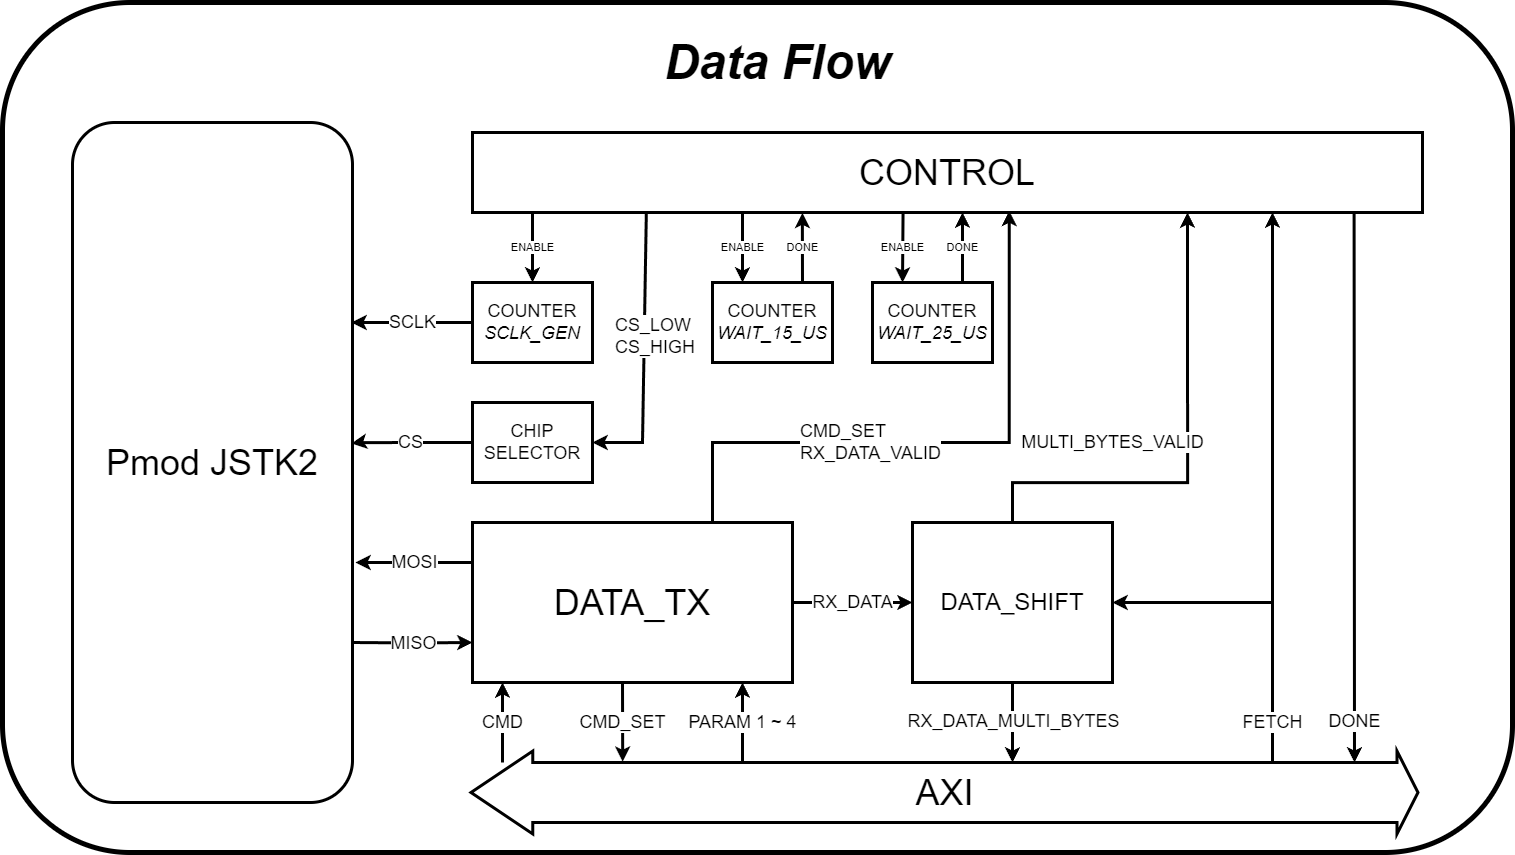 Data Flow
CONTROL
ENABLE
ENABLE
DONE
ENABLE
DONE
Pmod JSTK2
SCLK
COUNTER
SCLK_GEN
CS_LOW
CS_HIGH
COUNTER
WAIT_15_US
COUNTER
WAIT_25_US
CS
CHIP
SELECTOR
CMD_SET
RX_DATA_VALID
MULTI_BYTES_VALID
MOSI
MISO
DATA_TX
RX_DATA
DATA_SHIFT
CMD
CMD_SET
PARAM 1 ~ 4
RX_DATA_MULTI_BYTES
FETCH
DONE
AXI